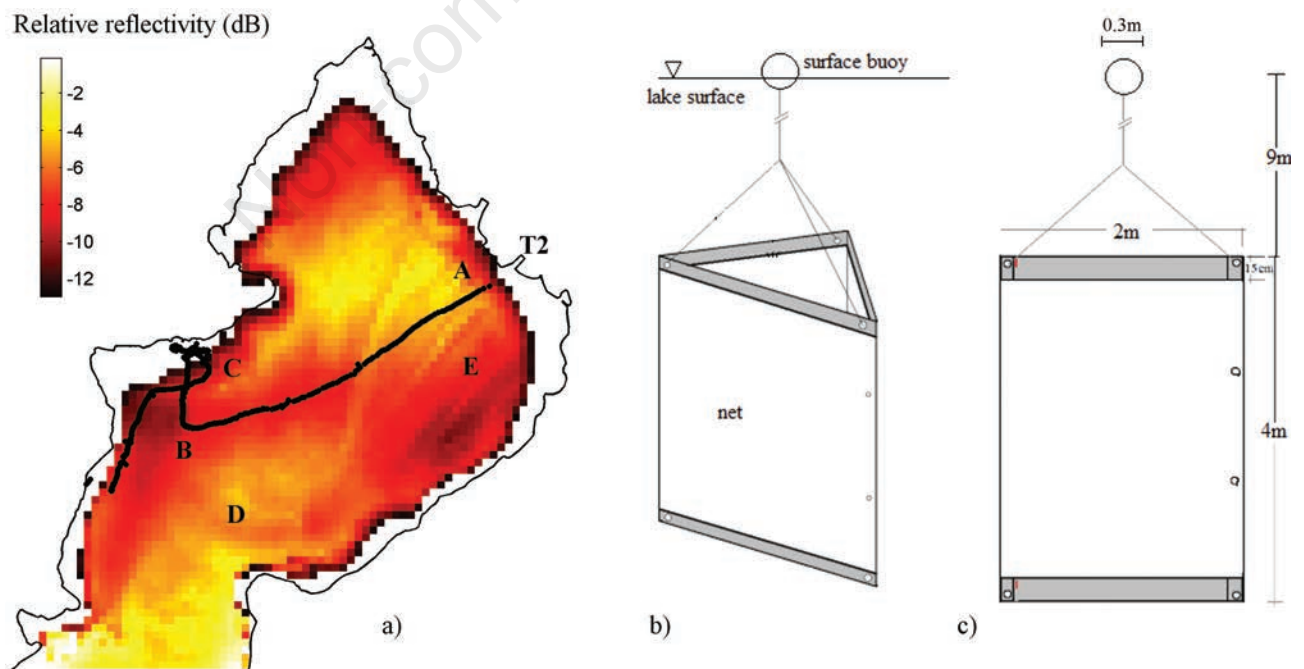 Relative reflectivity (dB)
-2
-4
-6
-8
-10
-12
A
T2
E
C
B
D
a)
surface buoy
lake surface
net
b)
0.3m
9m
2m
15cm
4m
c)